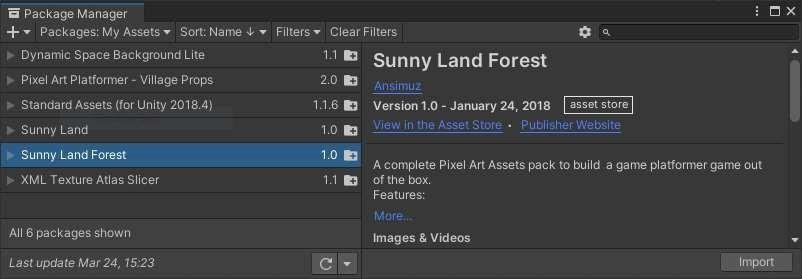 Package Manager
Packages: My Assets Sort: Name ↓ Filters Clear Filters
Dynamic Space Background Lite 1.1
Pixel Art Platformer - Village Props 2.0
Standard Assets (for Unity 2018.4) 1.1.6
Sunny Land 1.0
Sunny Land Forest 1.0
XML Texture Atlas Slicer 1.1
All 6 packages shown
Last update Mar 24, 15:23
Sunny Land Forest
Ansimuz
Version 1.0 - January 24, 2018 asset store
View in the Asset Store • Publisher Website
A complete Pixel Art Assets pack to build a game platformer game out
of the box.
Features:
More...
Images & Videos
Import